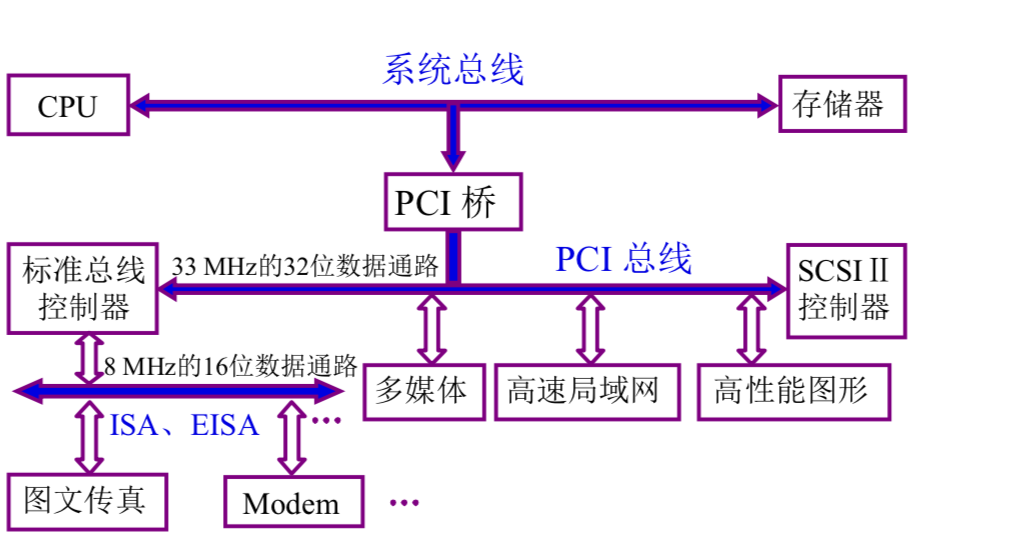 系统总线
CPU
存储器
PCI 桥
33 MHz的32位数据通路
PCI 总线
标准总线
控制器
SCSI Ⅱ
控制器
8 MHz的16位数据通路
多媒体
高速局域网
高性能图形
ISA、EISA
…
图文传真
Modem
…